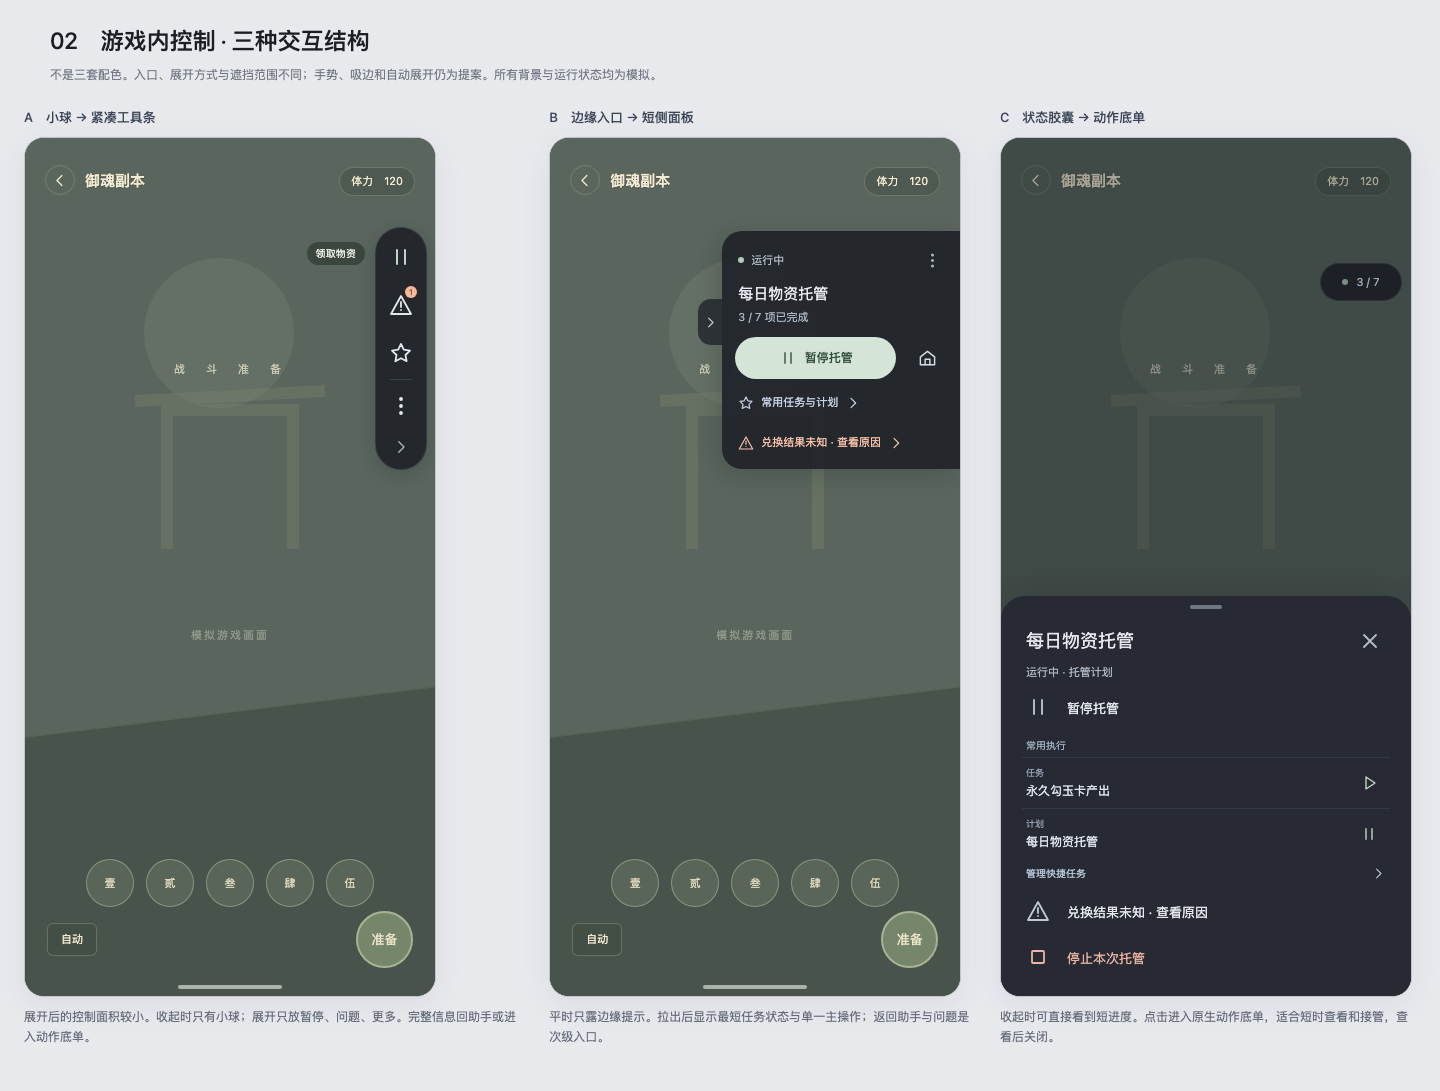 02 游戏内控制 · 三种交互结构
不是三套配色。入口、展开方式与遮挡范围不同；手势、吸边和自动展开仍为提案。所有背景与运行状态均为模拟。
A 小球 → 紧凑工具条
御魂副本
体力 120
领取物资
1
战 斗 准 备
模拟游戏画面
壹 贰 叁 肆 伍
自动
准备
展开后的控制面积较小。收起时只有小球；展开只放暂停、问题、更多。完整信息回助手或进
入动作底单。
B 边缘入口 → 短侧面板
御魂副本
体力 120
运行中
每日物资托管
3 / 7 项已完成
暂停托管
战
常用任务与计划
兑换结果未知 · 查看原因
模拟游戏画面
壹 贰 叁 肆 伍
自动
准备
平时只露边缘提示。拉出后显示最短任务状态与单一主操作；返回助手与问题是
次级入口。
C 状态胶囊 → 动作底单
御魂副本
体力 120
3 / 7
战 斗 准 备
每日物资托管
运行中 · 托管计划
暂停托管
常用执行
任务
永久勾玉卡产出
计划
每日物资托管
管理快捷任务
兑换结果未知 · 查看原因
停止本次托管
收起时可直接看到短进度。点击进入原生动作底单，适合短时查看和接管，查
看后关闭。